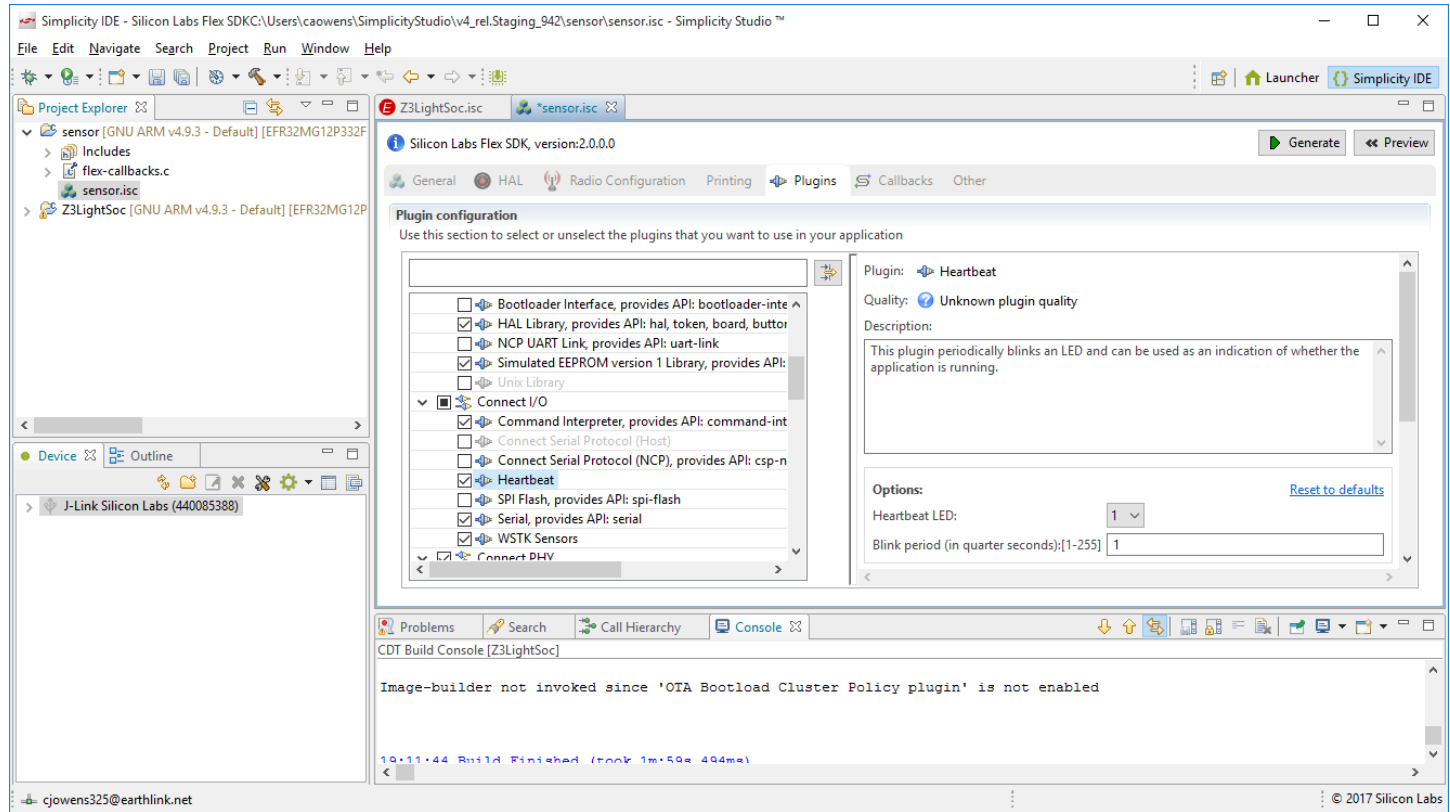 Simplicity IDE - Silicon Labs Flex SDKC:\Users\caowens\SimplicityStudio\v4_rel.Staging_942\sensor\sensor.isc - Simplicity Studio ™
File Edit Navigate Search Project Run Window Help
Launcher Simplicity IDE
Project Explorer
sensor [GNU ARM v4.9.3 - Default] [EFR32MG12P332F
Includes
flex-callbacks.c
sensor.isc
Z3LightSoc [GNU ARM v4.9.3 - Default] [EFR32MG12P
Device Outline
J-Link Silicon Labs (440085388)
Z3LightSoc.isc *sensor.isc
Silicon Labs Flex SDK, version:2.0.0.0
Generate Preview
General HAL Radio Configuration Printing Plugins Callbacks Other
Plugin configuration
Use this section to select or unselect the plugins that you want to use in your application
Bootloader Interface, provides API: bootloader-inte
HAL Library, provides API: hal, token, board, buttor
NCP UART Link, provides API: uart-link
Simulated EEPROM version 1 Library, provides API:
Unix Library
Connect I/O
Command Interpreter, provides API: command-int
Connect Serial Protocol (Host)
Connect Serial Protocol (NCP), provides API: csp-n
Heartbeat
SPI Flash, provides API: spi-flash
Serial, provides API: serial
WSTK Sensors
Connect PHY
Plugin: Heartbeat
Quality: Unknown plugin quality
Description:
This plugin periodically blinks an LED and can be used as an indication of whether the
application is running.
Options: Reset to defaults
Heartbeat LED: 1
Blink period (in quarter seconds):[1-255] 1
Problems Search Call Hierarchy Console
CDT Build Console [Z3LightSoc]
Image-builder not invoked since 'OTA Bootload Cluster Policy plugin' is not enabled
19:11:44 Build Finished (took 1m:59s.494ms)
cjowens325@earthlink.net
© 2017 Silicon Labs